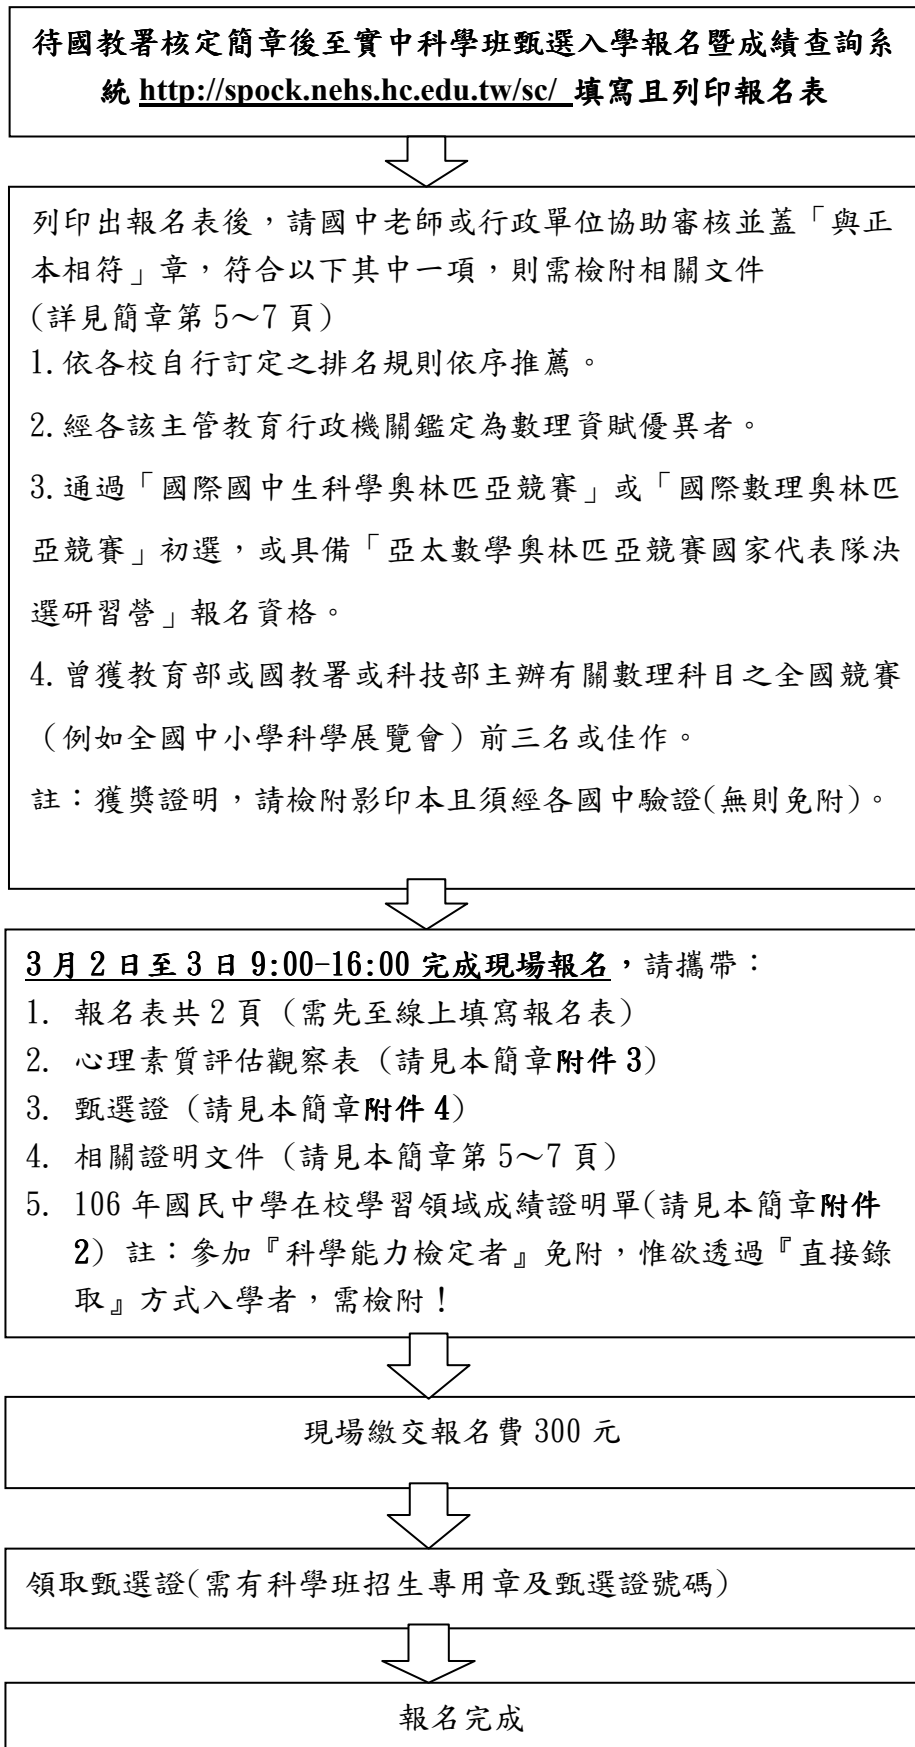 待國教署核定簡章後至實中科學班甄選入學報名暨成績查詢系
統 http://spock.nehs.hc.edu.tw/sc/ 填寫且列印報名表
列印出報名表後，請國中老師或行政單位協助審核並蓋「與正
本相符」章，符合以下其中一項，則需檢附相關文件
(詳見簡章第 5～7 頁)
1.依各校自行訂定之排名規則依序推薦。
2.經各該主管教育行政機關鑑定為數理資賦優異者。
3.通過「國際國中生科學奧林匹亞競賽」或「國際數理奧林匹
亞競賽」初選，或具備「亞太數學奧林匹亞競賽國家代表隊決
選研習營」報名資格。
4.曾獲教育部或國教署或科技部主辦有關數理科目之全國競賽
（例如全國中小學科學展覽會）前三名或佳作。
註：獲獎證明，請檢附影印本且須經各國中驗證(無則免附)。
3 月 2 日至 3 日 9:00-16:00 完成現場報名，請攜帶：
1. 報名表共 2 頁 (需先至線上填寫報名表)
2. 心理素質評估觀察表 (請見本簡章附件 3)
3. 甄選證 (請見本簡章附件 4)
4. 相關證明文件 (請見本簡章第 5～7 頁)
5. 106 年國民中學在校學習領域成績證明單(請見本簡章附件
2) 註：參加『科學能力檢定者』免附，惟欲透過『直接錄
取』方式入學者，需檢附！
現場繳交報名費 300 元
領取甄選證(需有科學班招生專用章及甄選證號碼)
報名完成